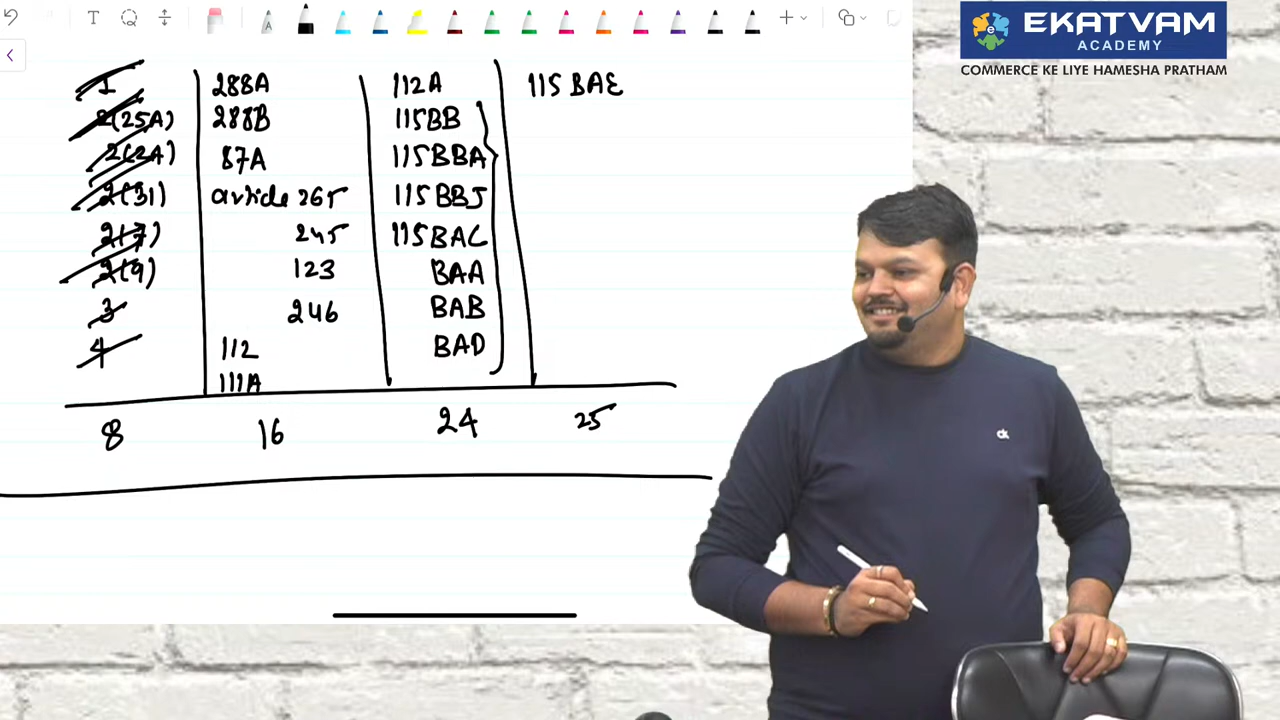 EKATVAM
ACADEMY
COMMERCE KE LIYE HAMESHA PRATHAM
1 288A 112A 115 BAE
2(25A) 288B 115BB
2(2A) 87A 115BBA
2(31) article 265 115BBJ
2(7) 245 115BAC
2(9) 123 BAA
3 246 BAB
4 112 BAD
111A
8 16 24 25